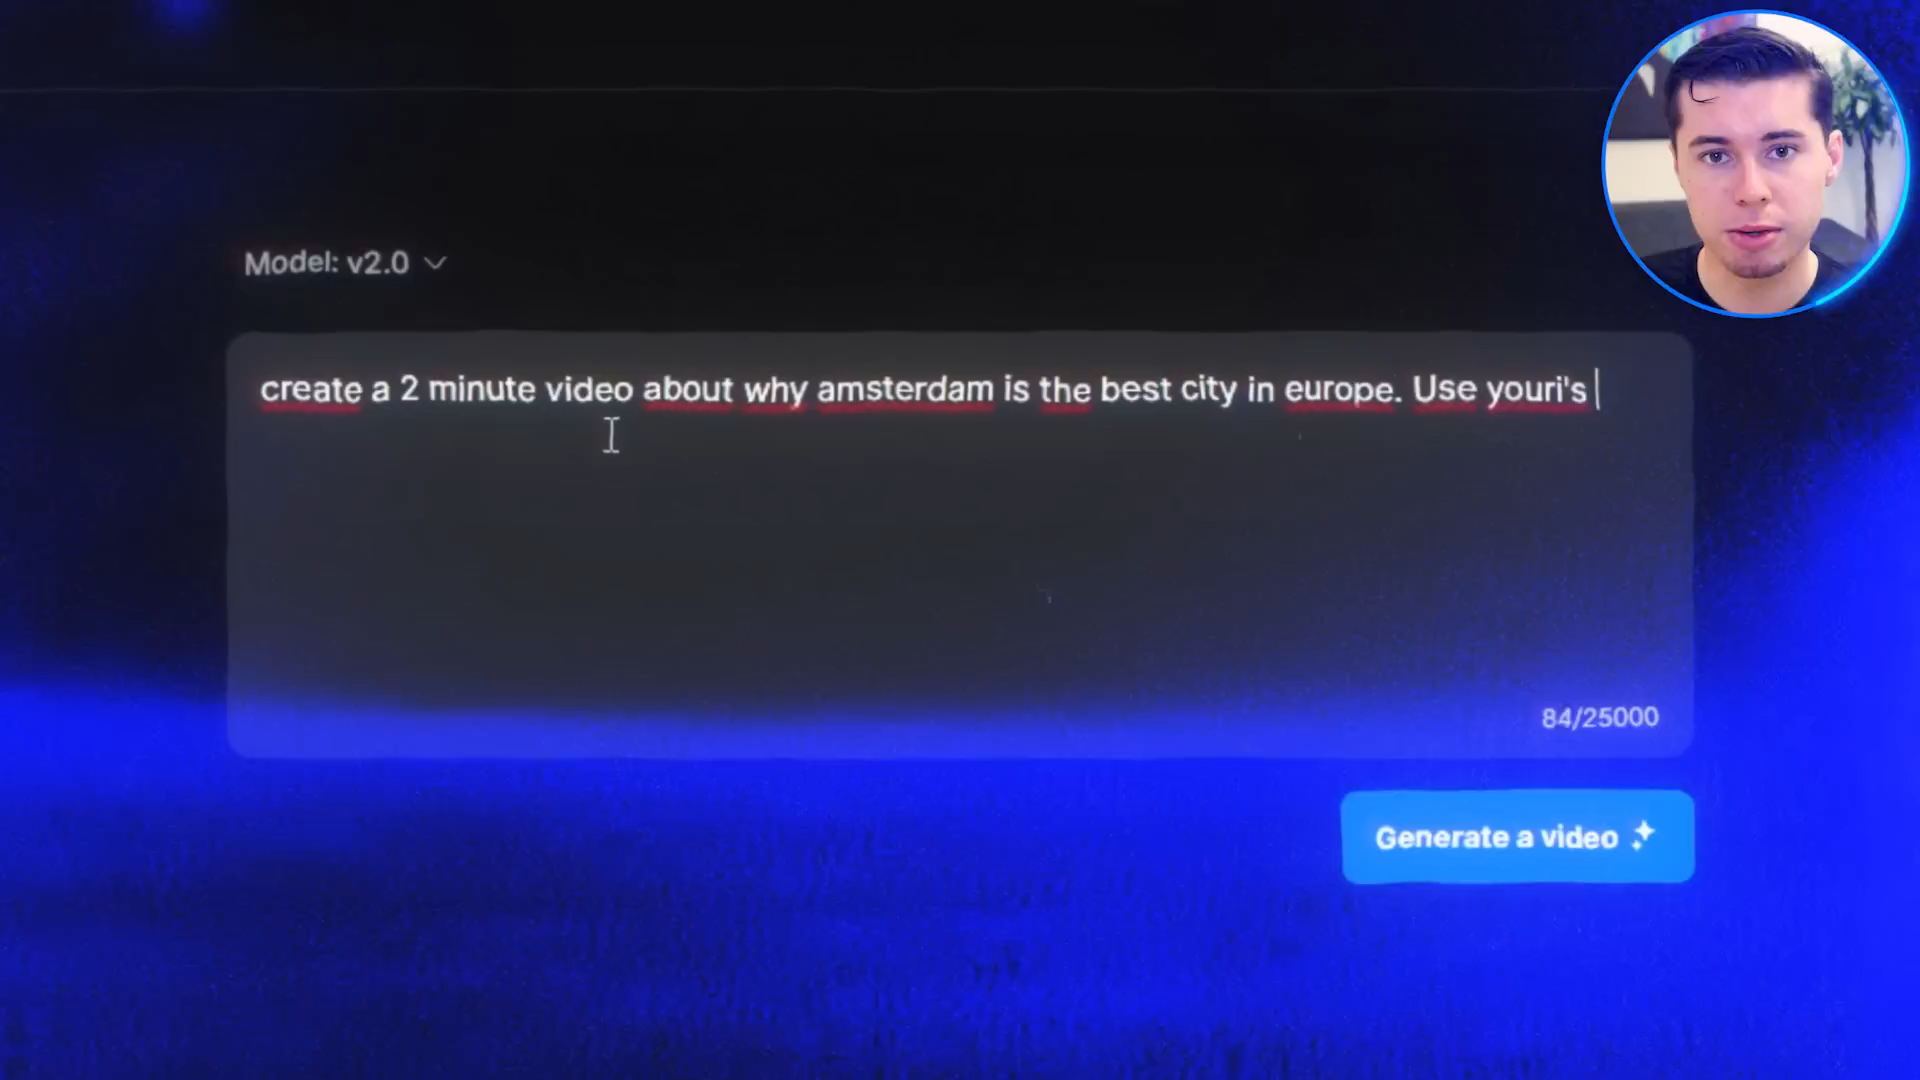 Model: v2.0
create a 2 minute video about why amsterdam is the best city in europe. Use youri's
84/25000
Generate a video